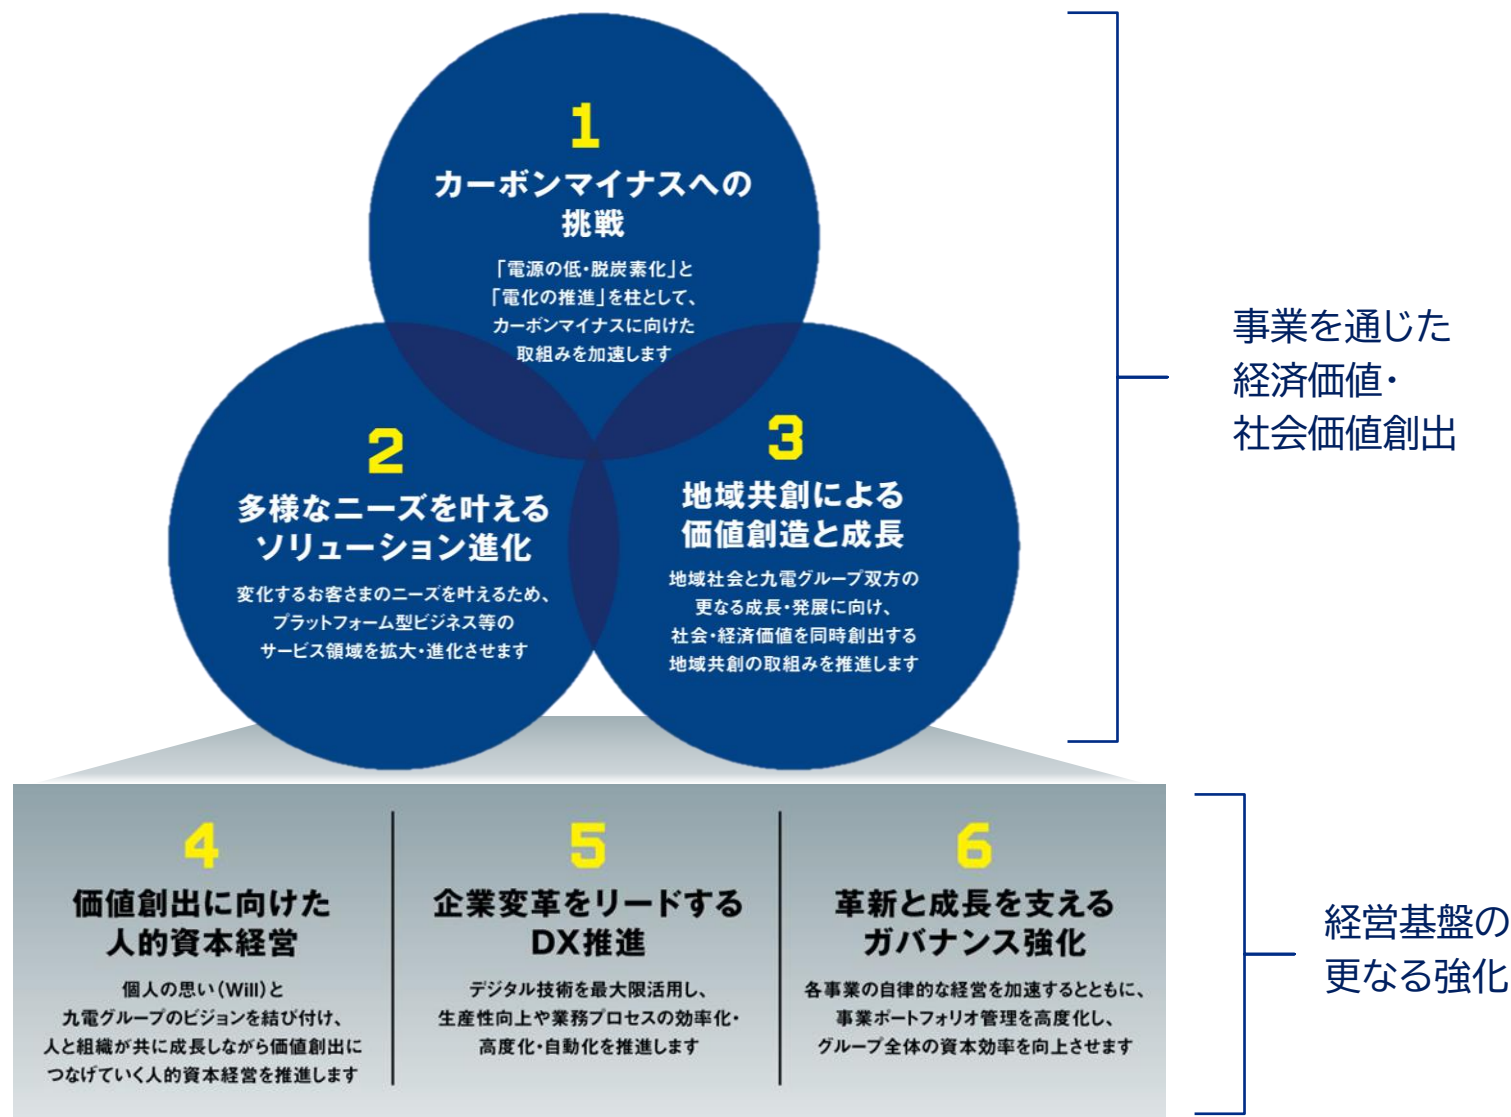 1
カーボンマイナスへの
挑戦
「電源の低・脱炭素化」と
「電化の推進」を柱として、
カーボンマイナスに向けた
取組みを加速します
2
多様なニーズを叶える
ソリューション進化
変化するお客さまのニーズを叶えるため、
プラットフォーム型ビジネス等の
サービス領域を拡大・進化させます
3
地域共創による
価値創造と成長
地域社会と九電グループ双方の
更なる成長・発展に向け、
社会・経済価値を同時創出する
地域共創の取組みを推進します
事業を通じた
経済価値・
社会価値創出
4
価値創出に向けた
人的資本経営
個人の思い(Will)と
九電グループのビジョンを結び付け、
人と組織が共に成長しながら価値創出に
つなげていく人的資本経営を推進します
5
企業変革をリードする
DX推進
デジタル技術を最大限活用し、
生産性向上や業務プロセスの効率化・
高度化・自動化を推進します
6
革新と成長を支える
ガバナンス強化
各事業の自律的な経営を加速するとともに、
事業ポートフォリオ管理を高度化し、
グループ全体の資本効率を向上させます
経営基盤の
更なる強化